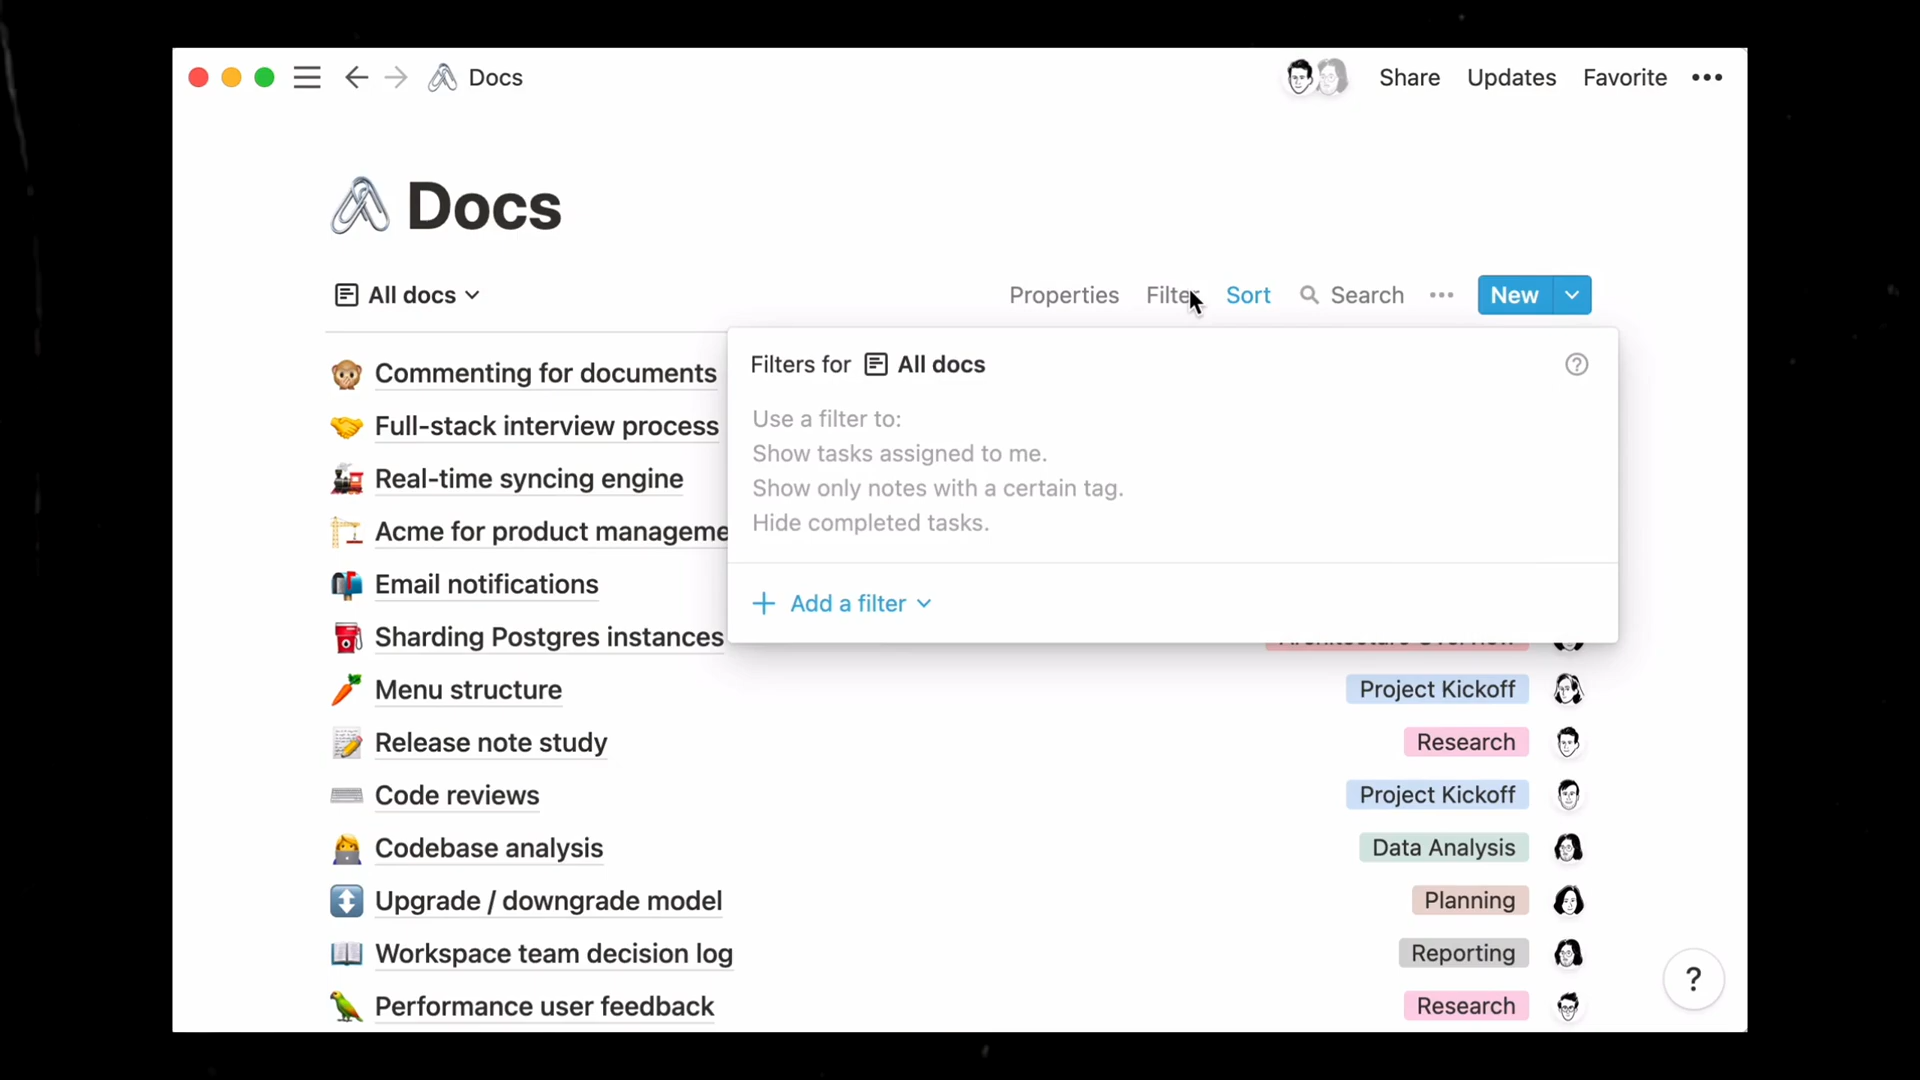 Docs
Share Updates Favorite
Docs
All docs
Properties Filter Sort Search New
Filters for All docs
Use a filter to:
Show tasks assigned to me.
Show only notes with a certain tag.
Hide completed tasks.
+ Add a filter
Commenting for documents
Full-stack interview process
Real-time syncing engine
Acme for product manageme
Email notifications
Sharding Postgres instances
Menu structure Project Kickoff
Release note study Research
Code reviews Project Kickoff
Codebase analysis Data Analysis
Upgrade / downgrade model Planning
Workspace team decision log Reporting
Performance user feedback Research
?